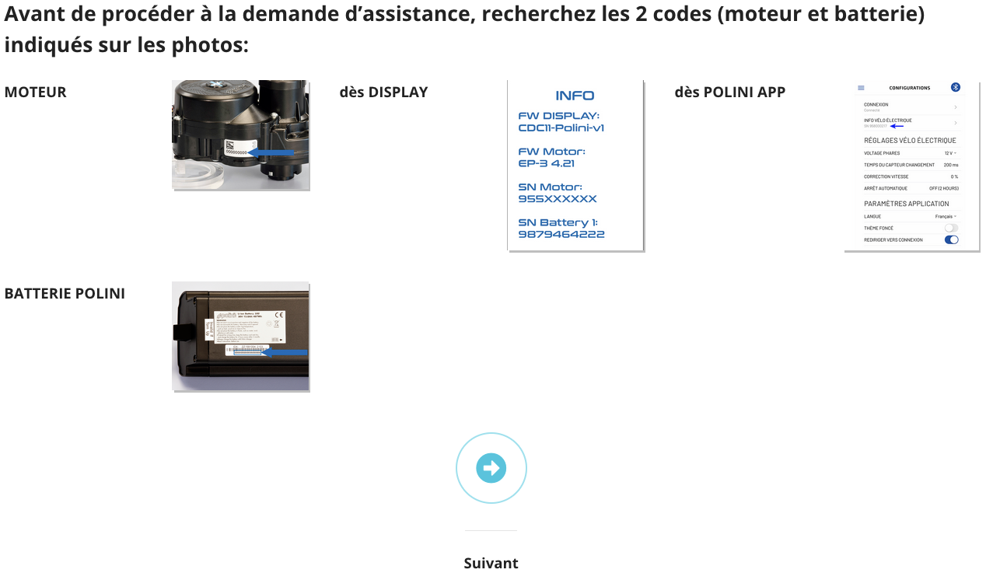 Avant de procéder à la demande d’assistance, recherchez les 2 codes (moteur et batterie)
indiqués sur les photos:
MOTEUR
000000000
dès DISPLAY
INFO
FW DISPLAY:
CDC11-Polini-v1
FW Motor:
EP-3 4.21
SN Motor:
955XXXXXX
SN Battery 1:
9879464222
dès POLINI APP
CONFIGURATIONS
CONNEXION
Connecté
INFO VÉLO ÉLECTRIQUE
RÉGLAGES VÉLO ÉLECTRIQUE
VOLTAGE PHARES 12 V
TEMPS DU CAPTEUR CHANGEMENT 200 ms
CORRECTION VITESSE 0 %
ARRÊT AUTOMATIQUE OFF (2 HOURS)
PARAMÈTRES APPLICATION
LANGUE Français
THÈME FONCÉ
REDIRIGER VERS CONNEXION
BATTERIE POLINI
CE
Suivant